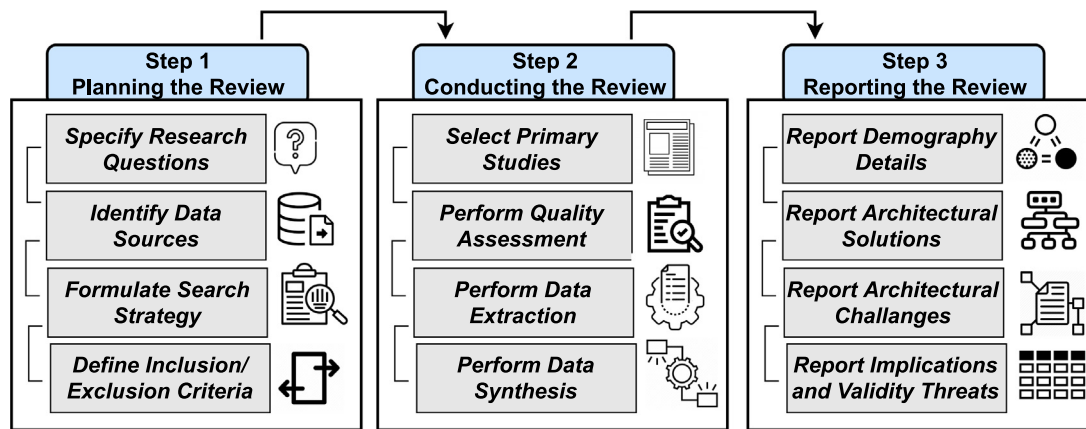 Step 1
Planning the Review
Specify Research
Questions
Identify Data
Sources
Formulate Search
Strategy
Define Inclusion/
Exclusion Criteria
Step 2
Conducting the Review
Select Primary
Studies
Perform Quality
Assessment
Perform Data
Extraction
Perform Data
Synthesis
Step 3
Reporting the Review
Report Demography
Details
Report Architectural
Solutions
Report Architectural
Challanges
Report Implications
and Validity Threats